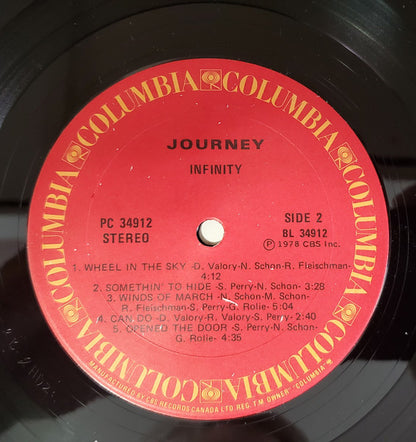 COLUMBIA COLUMBIA COLUMBIA COLUMBIA COLUMBIA COLUMBIA
JOURNEY
INFINITY
PC 34912
STEREO
SIDE 2
BL 34912
Ⓟ 1978 CBS Inc.
1. WHEEL IN THE SKY -D. Valory-N. Schon-R. Fleischman-
4:12
2. SOMETHIN' TO HIDE -S. Perry-N. Schon- 3:28
3. WINDS OF MARCH -N. Schon-M. Schon-
R. Fleischman-S. Perry-G. Rolie- 5:04
4. CAN DO -D. Valory-R. Valory-S. Perry- 2:40
5. OPENED THE DOOR -S. Perry-N. Schon-
G. Rolie- 4:35
MANUFACTURED BY CBS RECORDS CANADA LTD./REG. T.M. OWNER-"COLUMBIA"